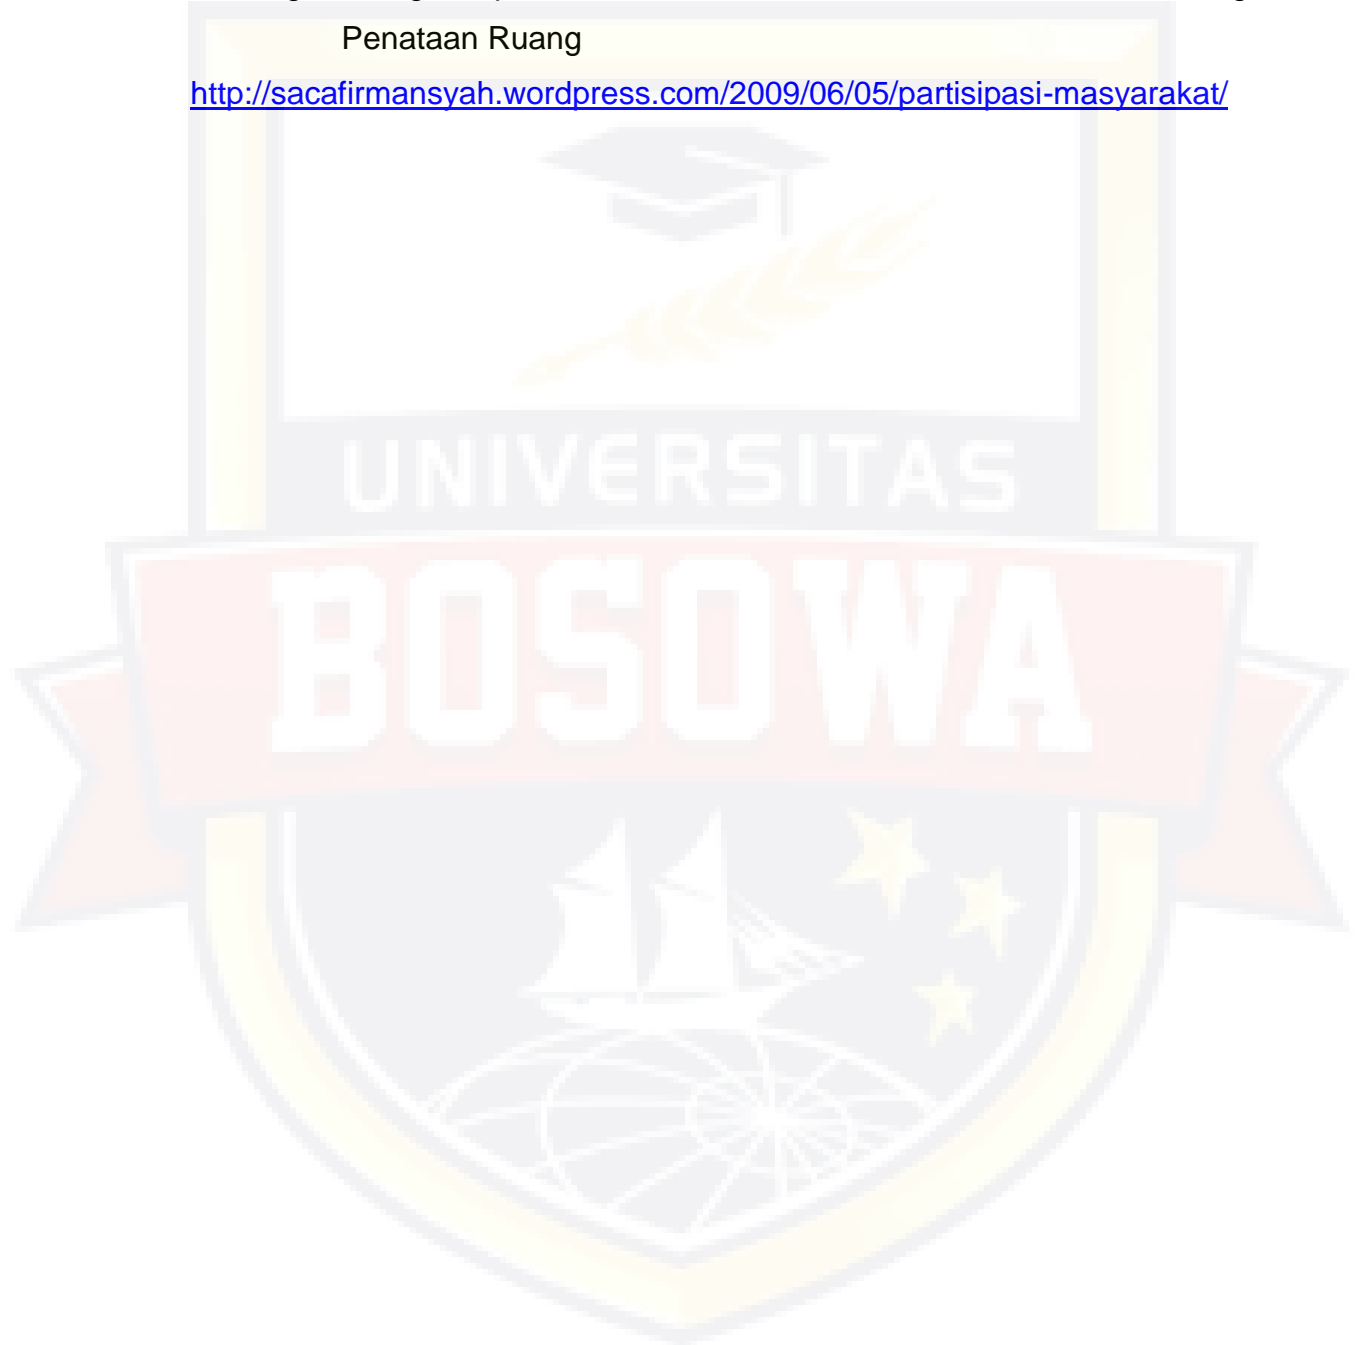 Penataan Ruang
http://sacafirmansyah.wordpress.com/2009/06/05/partisipasi-masyarakat/
UNIVERSITAS
BOSOWA